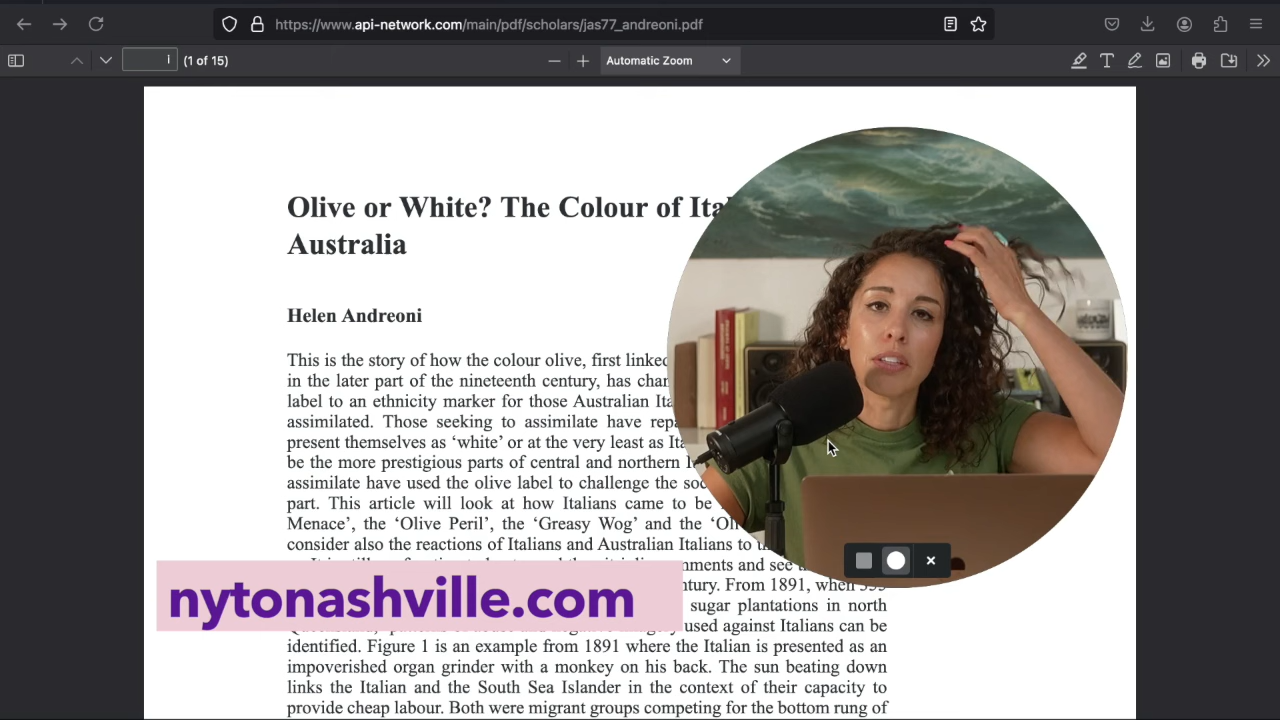 https://www.api-network.com/main/pdf/scholars/jas77_andreoni.pdf
i (1 of 15) Automatic Zoom
Olive or White? The Colour of
Australia
Helen Andreoni
This is the story of how the colour olive, first linked
in the later part of the nineteenth century, has
label to an ethnicity marker for those Australian
assimilated. Those seeking to assimilate have
present themselves as ‘white’ or at the very least as
be the more prestigious parts of central and northern
assimilate have used the olive label to challenge the
part. This article will look at how Italians came to be
Menace’, the ‘Olive Peril’, the ‘Greasy Wog’ and the
consider also the reactions of Italians and Australian Italians to
and see
From 1891, when
nytonashville.com
sugar plantations in north
used against Italians can be
identified. Figure 1 is an example from 1891 where the Italian is presented as an
impoverished organ grinder with a monkey on his back. The sun beating down
links the Italian and the South Sea Islander in the context of their capacity to
provide cheap labour. Both were migrant groups competing for the bottom rung of